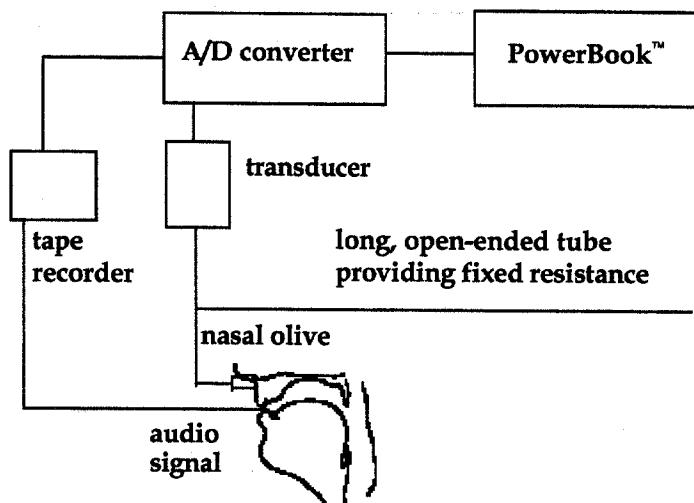 A/D converter
PowerBook™
transducer
tape
recorder
long, open-ended tube
providing fixed resistance
nasal olive
audio
signal